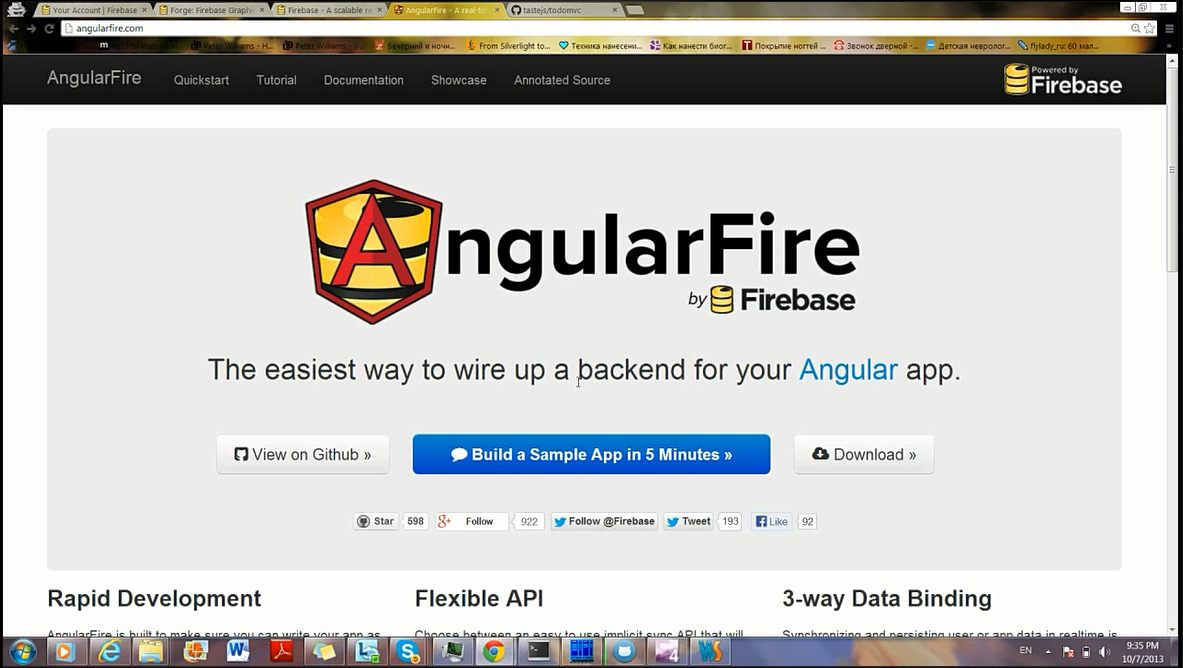 Your Account | Firebase
Forge: Firebase Graphic
Firebase - A scalable re
AngularFire - A real-tim
tastejs/todomvc
angularfire.com
Peter Williams - H...
Peter Williams - V...
Вечерний и ночн...
From Silverlight to...
Техника нанесени...
Как нанести биог...
Покрытие ногтей ...
Звонок дверной -...
Детская невролог...
flylady_ru: 60 мал...
AngularFire
Quickstart
Tutorial
Documentation
Showcase
Annotated Source
Powered by
Firebase
AngularFire
by Firebase
The easiest way to wire up a backend for your Angular app.
View on Github »
Build a Sample App in 5 Minutes »
Download »
Star 598
Follow 922
Follow @Firebase
Tweet 193
Like 92
Rapid Development
Flexible API
3-way Data Binding
AngularFire is built to make sure you can write your app as
Choose between an easy to use implicit sync API that will
Synchronizing and persisting user or app data in realtime is
EN
9:35 PM
10/7/2013